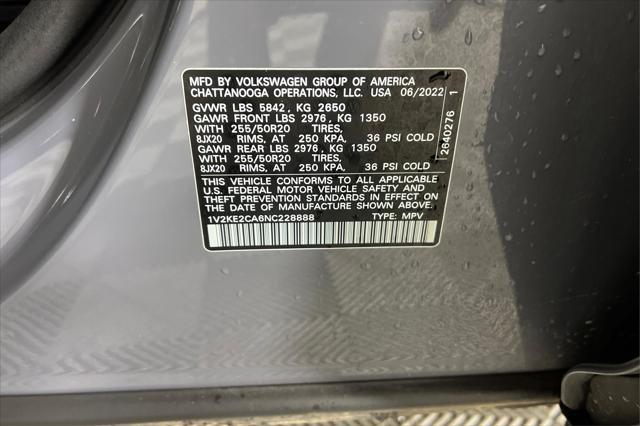 MFD BY VOLKSWAGEN GROUP OF AMERICA
CHATTANOOGA OPERATIONS, LLC. USA 06/2022
GVWR LBS 5842, KG 2650
GAWR FRONT LBS 2976, KG 1350
WITH 255/50R20 TIRES,
8JX20 RIMS, AT 250 KPA, 36 PSI COLD
GAWR REAR LBS 2976, KG 1350
WITH 255/50R20 TIRES,
8JX20 RIMS, AT 250 KPA, 36 PSI COLD
THIS VEHICLE CONFORMS TO ALL APPLICABLE
U.S. FEDERAL MOTOR VEHICLE SAFETY AND
THEFT PREVENTION STANDARDS IN EFFECT ON
THE DATE OF MANUFACTURE SHOWN ABOVE
1V2KE2CA6NC228888 TYPE: MPV
2640276 1